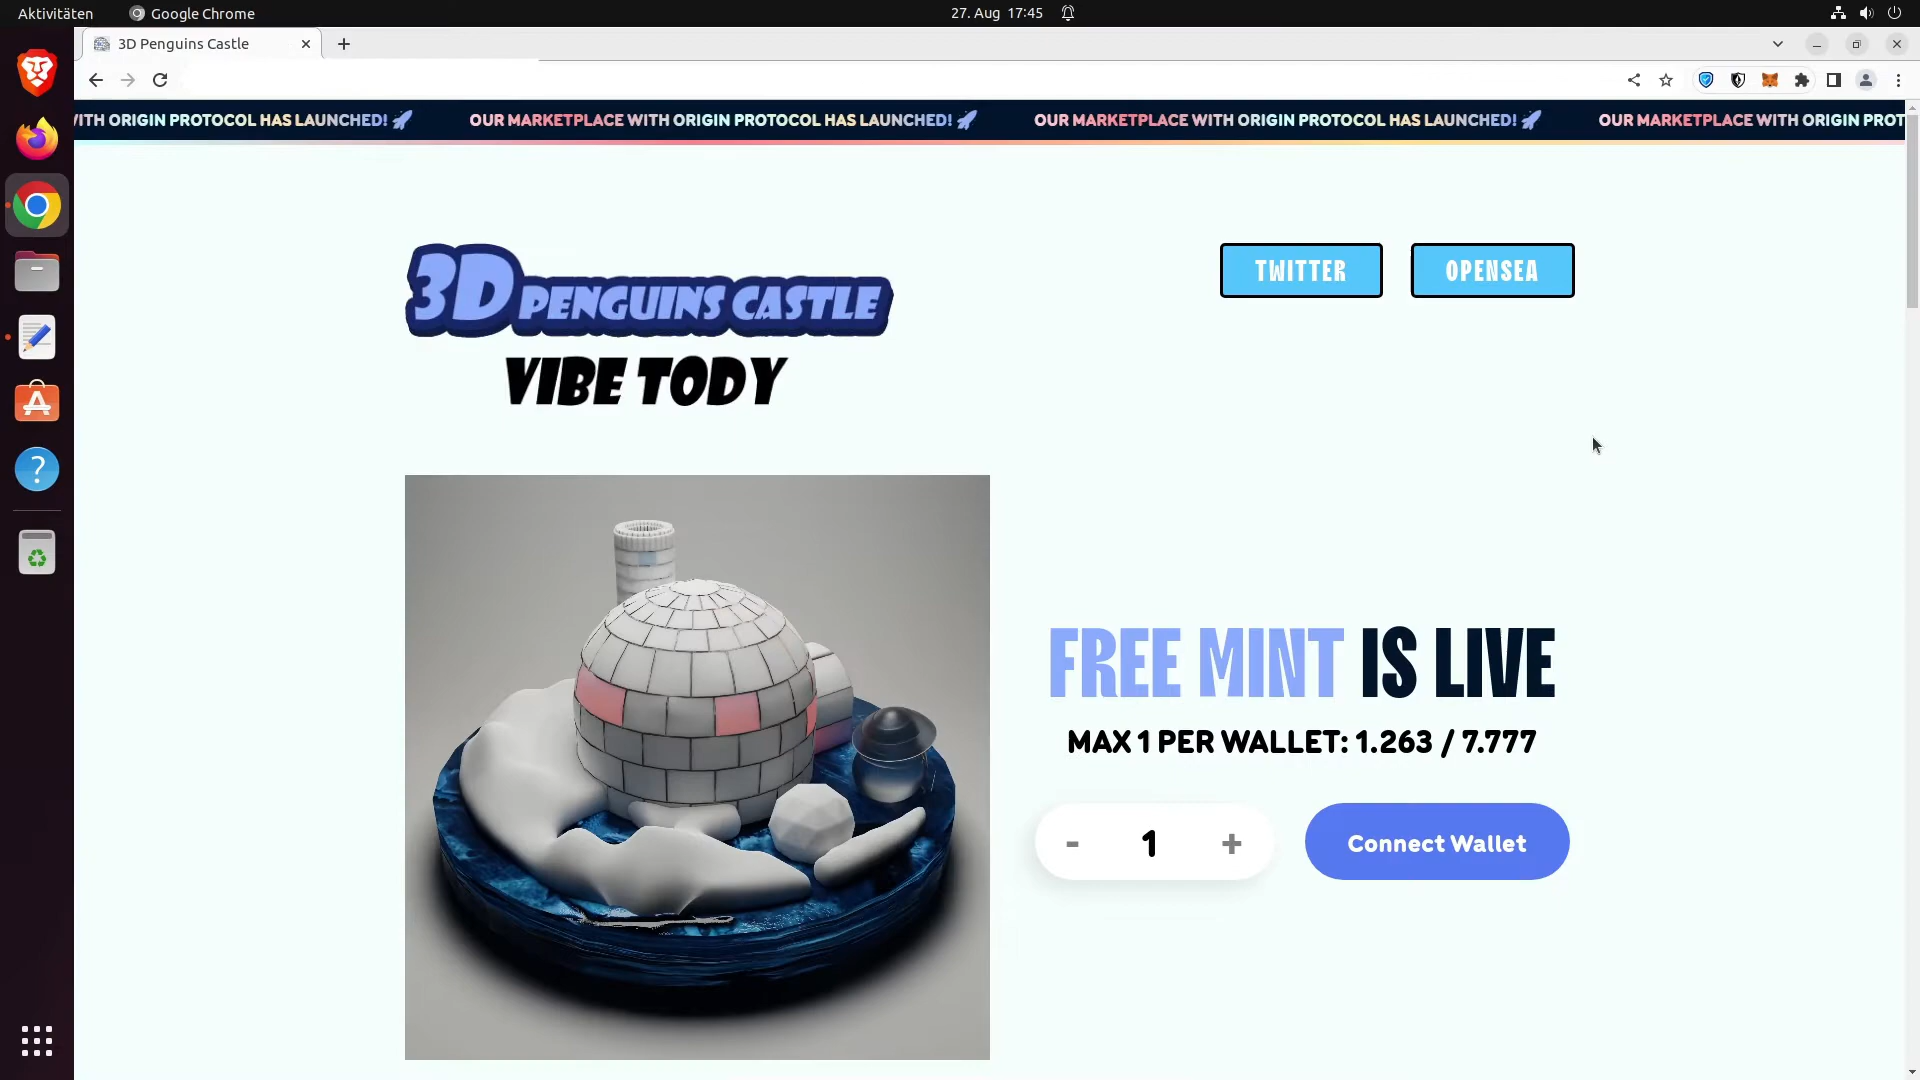 Aktivitäten
Google Chrome
27. Aug 17:45
3D Penguins Castle
WITH ORIGIN PROTOCOL HAS LAUNCHED! 🚀 OUR MARKETPLACE WITH ORIGIN PROTOCOL HAS LAUNCHED! 🚀 OUR MARKETPLACE WITH ORIGIN PROTOCOL HAS LAUNCHED! 🚀 OUR MARKETPLACE WITH ORIGIN PROT
3D PENGUINS CASTLE
VIBE TODY
TWITTER
OPENSEA
FREE MINT IS LIVE
MAX 1 PER WALLET: 1.263 / 7.777
- 1 +
Connect Wallet